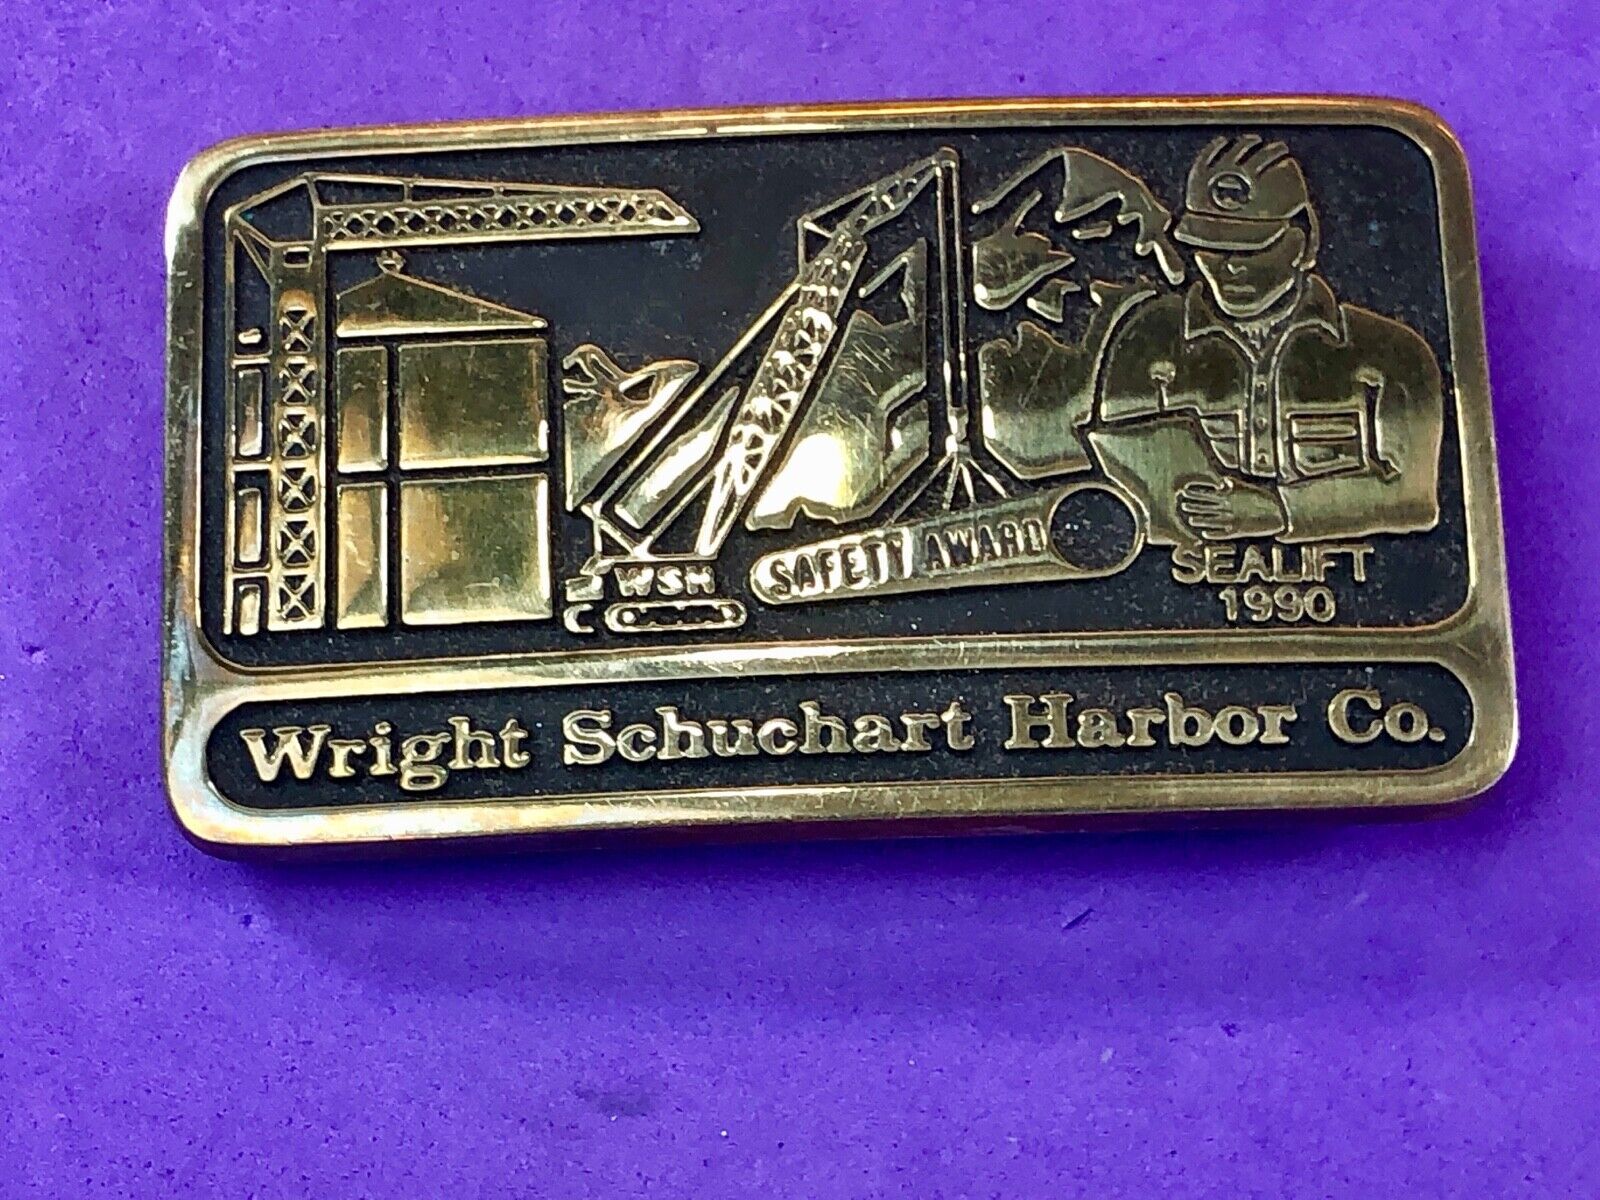 WSH
SAFETY AWARD
SEALIFT
1990
Wright Schuchart Harbor Co.